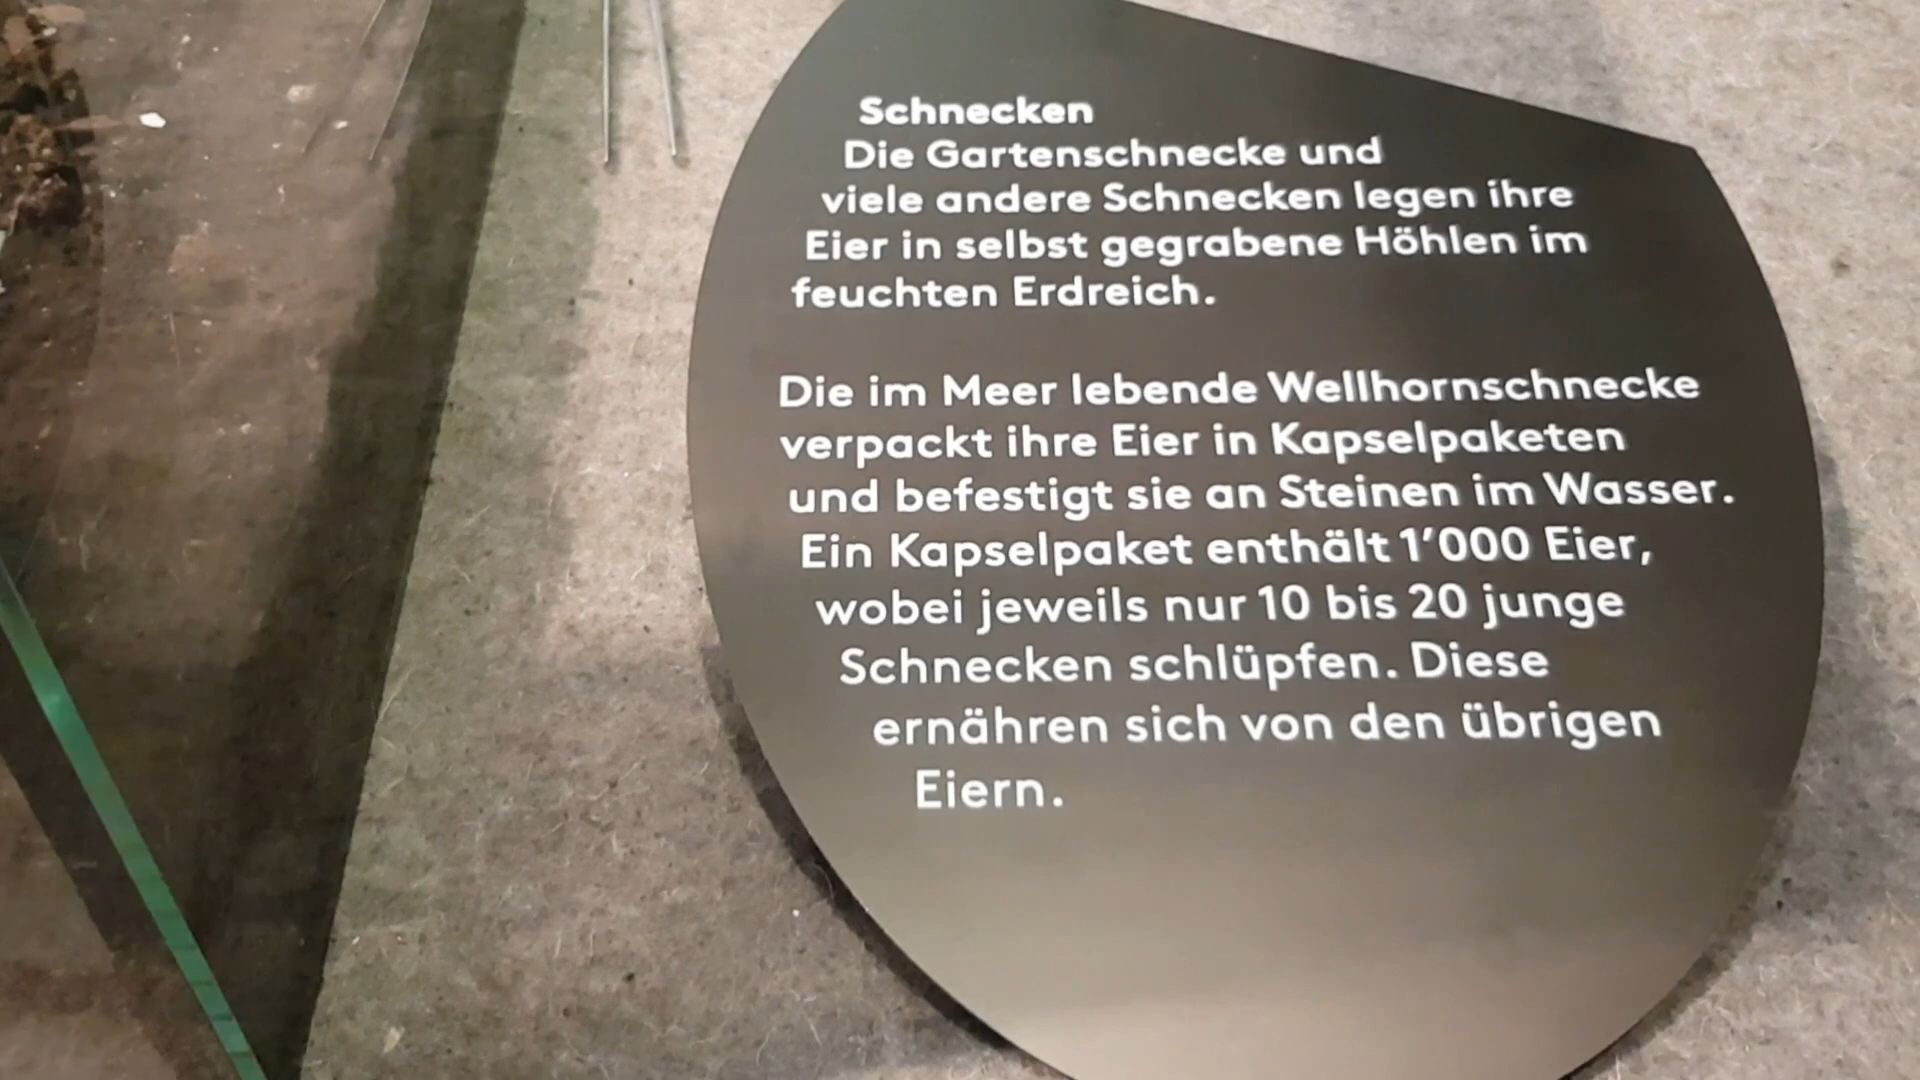 Schnecken
Die Gartenschnecke und
viele andere Schnecken legen ihre
Eier in selbst gegrabene Höhlen im
feuchten Erdreich.
Die im Meer lebende Wellhornschnecke
verpackt ihre Eier in Kapselpaketen
und befestigt sie an Steinen im Wasser.
Ein Kapselpaket enthält 1’000 Eier,
wobei jeweils nur 10 bis 20 junge
Schnecken schlüpfen. Diese
ernähren sich von den übrigen
Eiern.